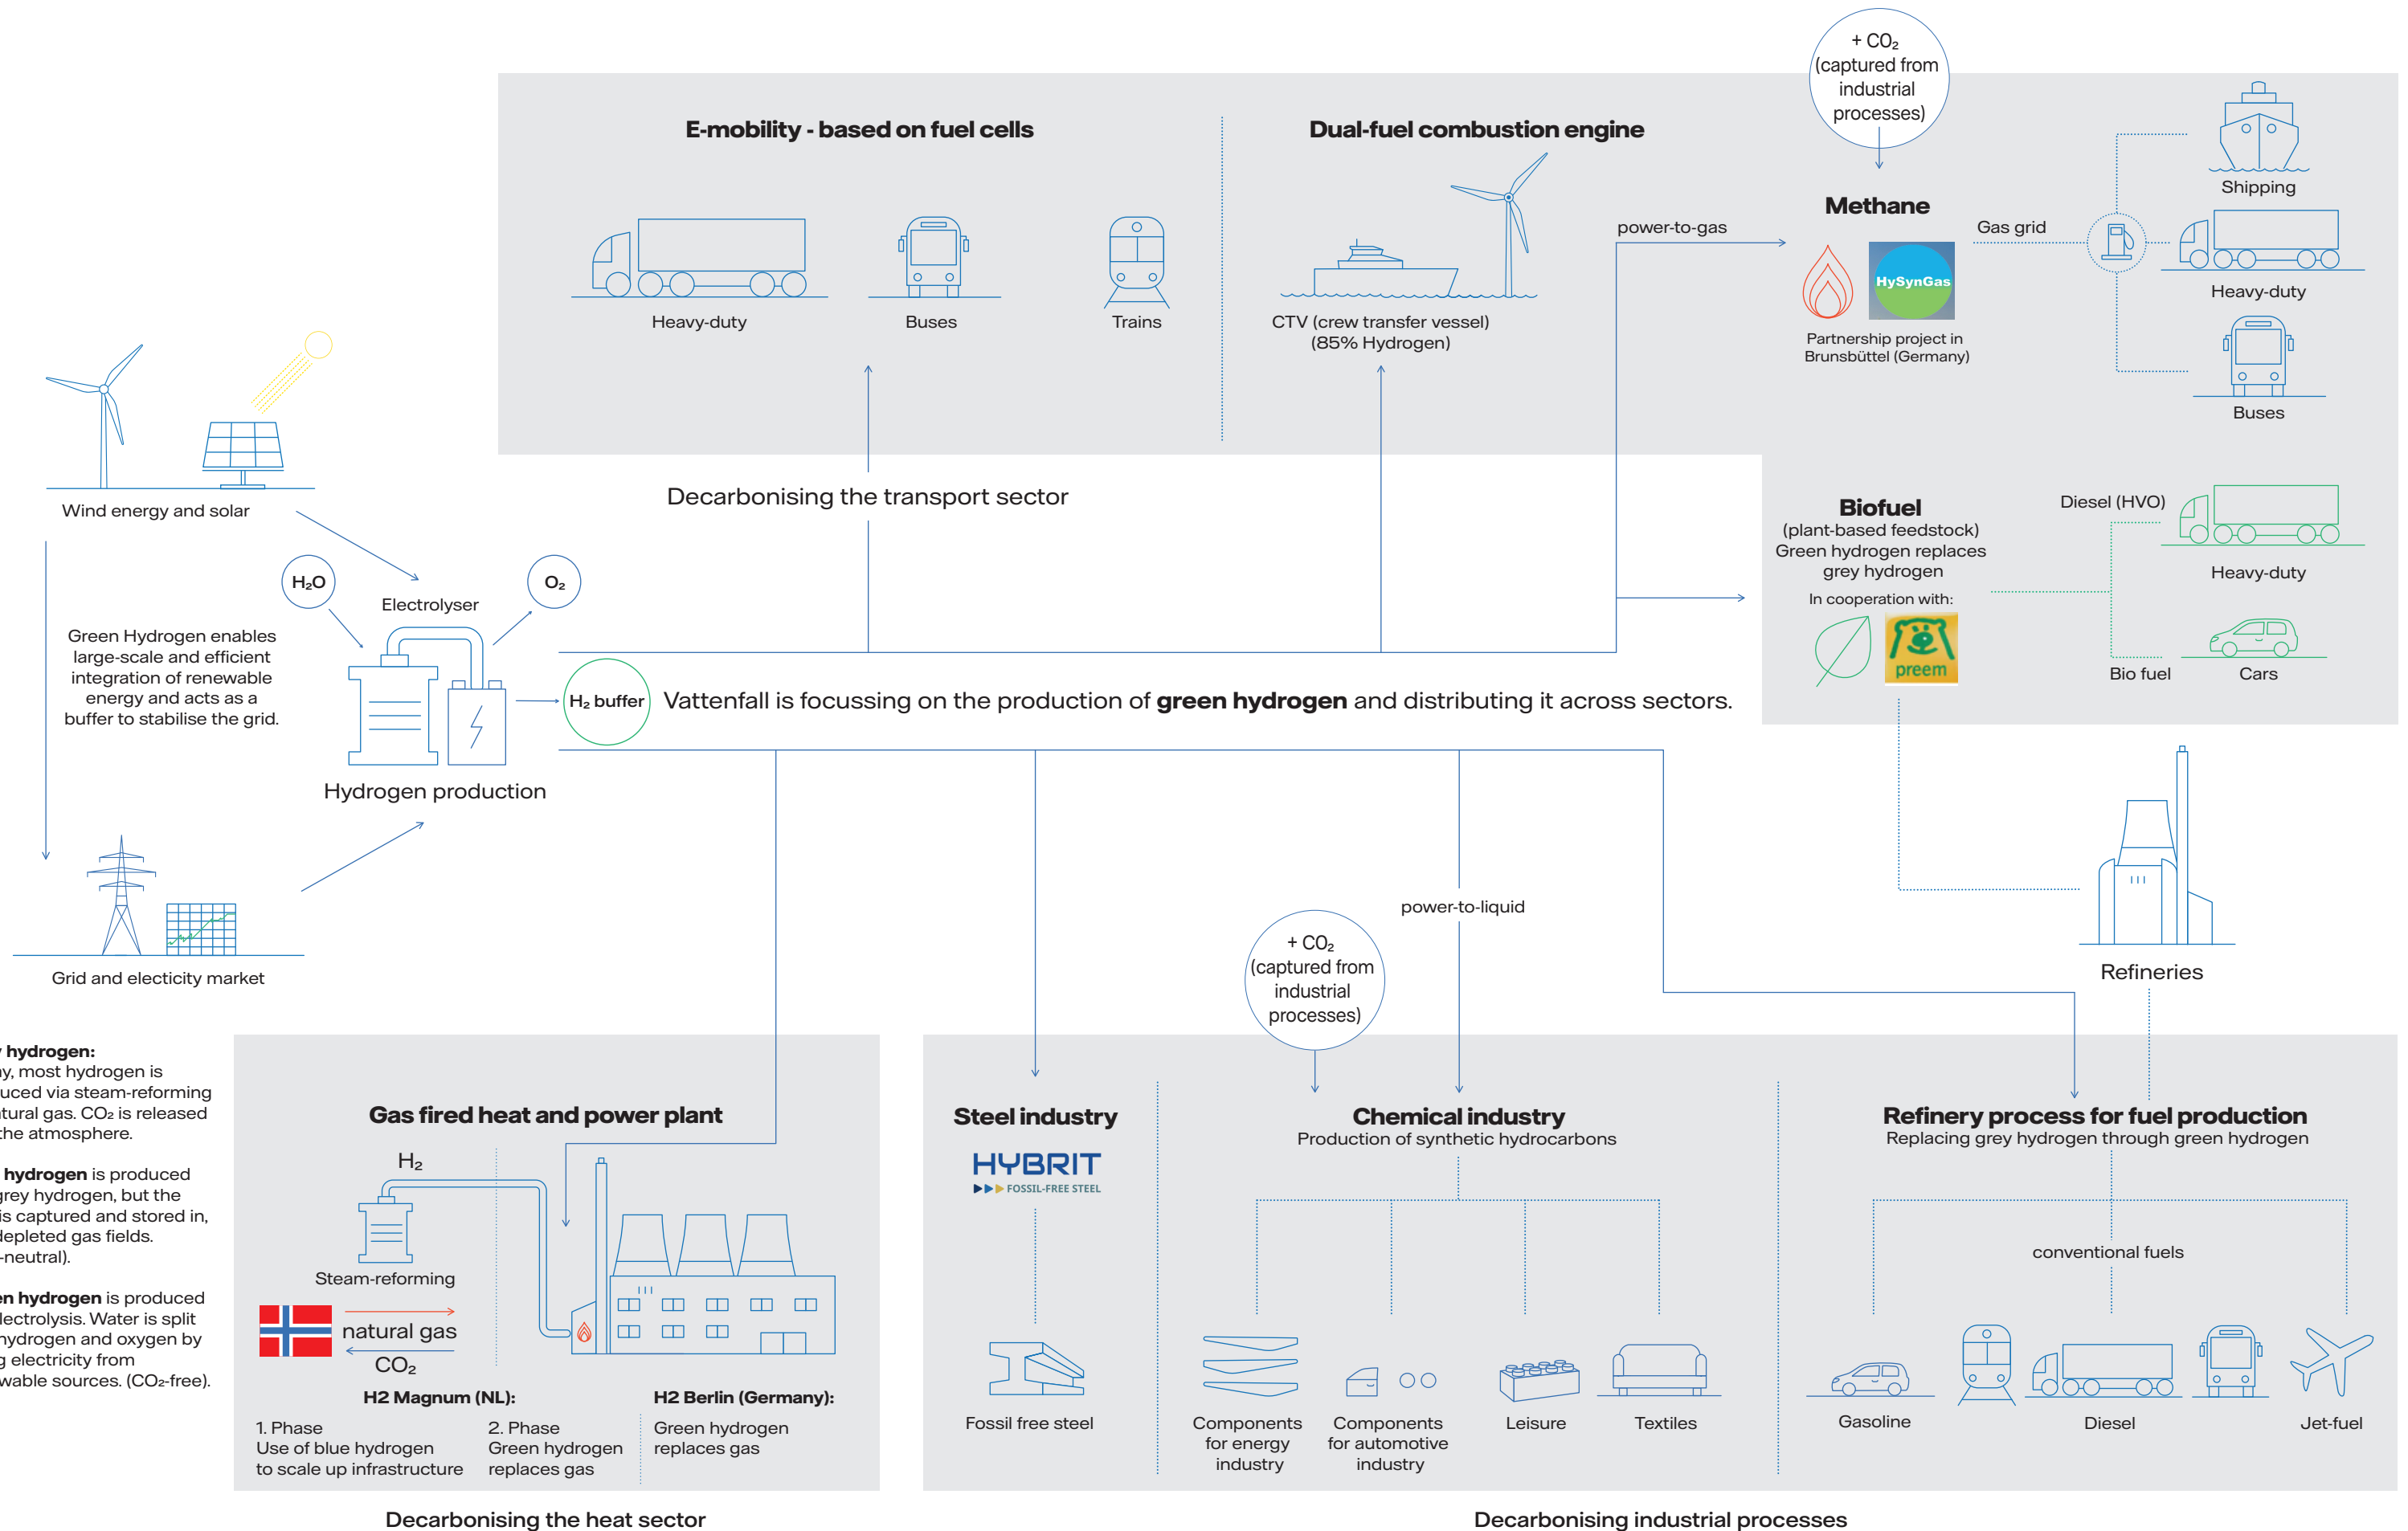 + CO₂
(captured from
industrial
processes)
E-mobility - based on fuel cells
Dual-fuel combustion engine
Shipping
Methane
power-to-gas
Gas grid
HySynGas
Heavy-duty
Heavy-duty
Buses
Trains
CTV (crew transfer vessel)
(85% Hydrogen)
Partnership project in
Brunsbüttel (Germany)
Buses
Decarbonising the transport sector
Wind energy and solar
Biofuel
(plant-based feedstock)
Green hydrogen replaces
grey hydrogen
In cooperation with:
preem
Diesel (HVO)
Heavy-duty
Bio fuel
Cars
H₂O
Electrolyser
O₂
Green Hydrogen enables
large-scale and efficient
integration of renewable
energy and acts as a
buffer to stabilise the grid.
H₂ buffer
Vattenfall is focussing on the production of green hydrogen and distributing it across sectors.
Hydrogen production
power-to-liquid
+ CO₂
(captured from
industrial
processes)
Refineries
Grid and electicity market
hydrogen:
most hydrogen is
via steam-reforming
gas. CO₂ is released
the atmosphere.
hydrogen is produced
grey hydrogen, but the
is captured and stored in,
depleted gas fields.
-neutral).
hydrogen is produced
Water is split
hydrogen and oxygen by
electricity from
sources. (CO₂-free).
Gas fired heat and power plant
H₂
Steam-reforming
natural gas
CO₂
H2 Magnum (NL):
1. Phase
Use of blue hydrogen
to scale up infrastructure
2. Phase
Green hydrogen
replaces gas
H2 Berlin (Germany):
Green hydrogen
replaces gas
Decarbonising the heat sector
Steel industry
HYBRIT
FOSSIL-FREE STEEL
Fossil free steel
Chemical industry
Production of synthetic hydrocarbons
Components
for energy
industry
Components
for automotive
industry
Leisure
Textiles
Refinery process for fuel production
Replacing grey hydrogen through green hydrogen
conventional fuels
Gasoline
Diesel
Jet-fuel
Decarbonising industrial processes